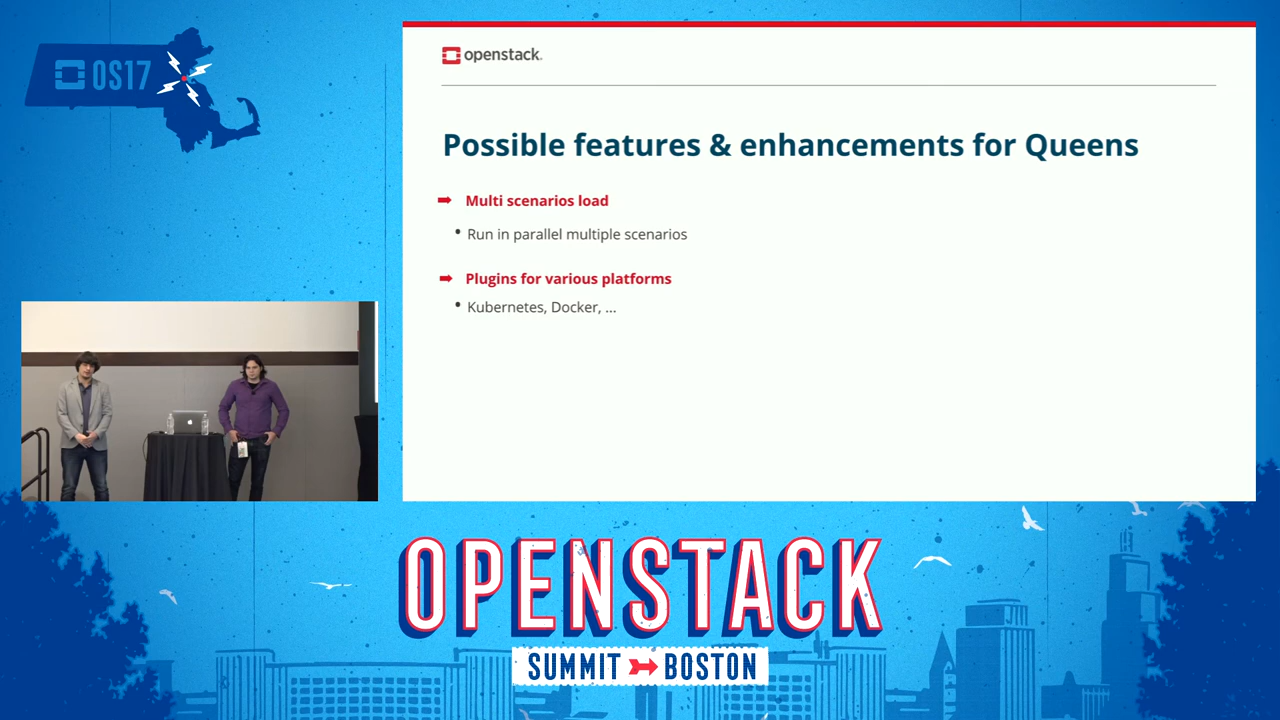 OS17
openstack.
Possible features & enhancements for Queens
Multi scenarios load
• Run in parallel multiple scenarios
Plugins for various platforms
• Kubernetes, Docker, ...
OPENSTACK
SUMMIT BOSTON